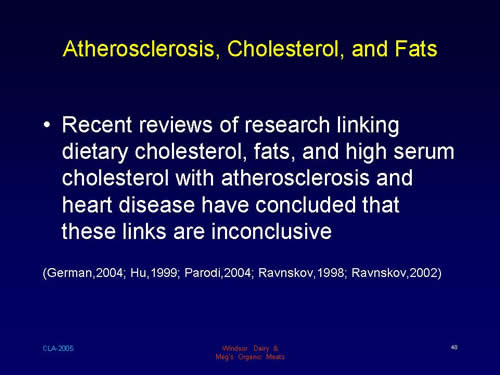 Atherosclerosis, Cholesterol, and Fats
• Recent reviews of research linking
dietary cholesterol, fats, and high serum
cholesterol with atherosclerosis and
heart disease have concluded that
these links are inconclusive
(German,2004; Hu,1999; Parodi,2004; Ravnskov,1998; Ravnskov,2002)
CLA-2005
Windsor Dairy &
Meg's Organic Meats
48